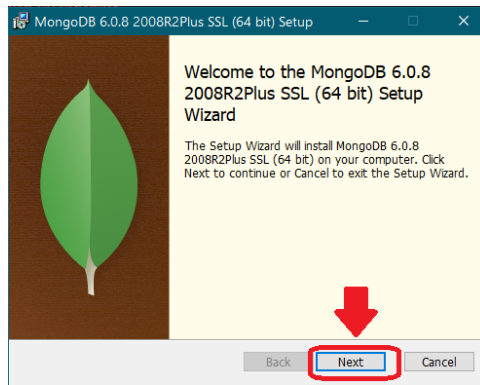 MongoDB 6.0.8 2008R2Plus SSL (64 bit) Setup
Welcome to the MongoDB 6.0.8
2008R2Plus SSL (64 bit) Setup
Wizard
The Setup Wizard will install MongoDB 6.0.8
2008R2Plus SSL (64 bit) on your computer. Click
Next to continue or Cancel to exit the Setup Wizard.
Back Next Cancel